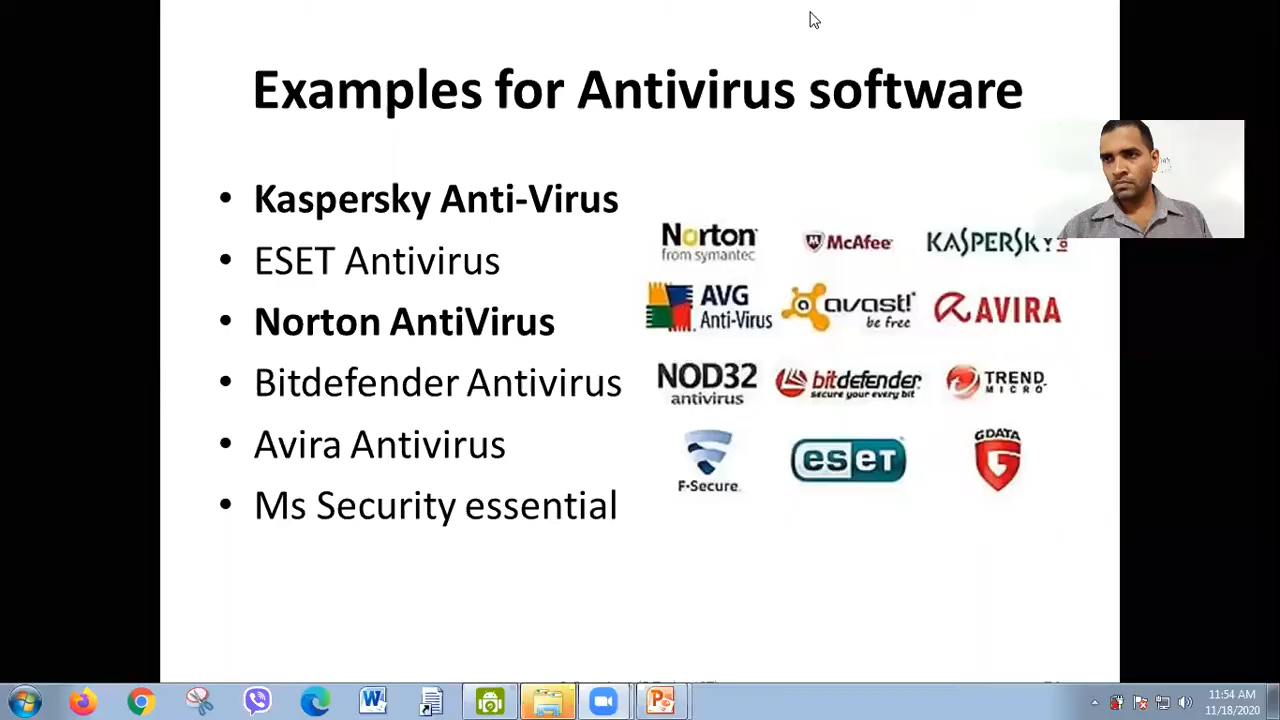 Examples for Antivirus software
• Kaspersky Anti-Virus
• ESET Antivirus
• Norton AntiVirus
• Bitdefender Antivirus
• Avira Antivirus
• Ms Security essential
Norton
from symantec
McAfee
KASPERSKY
AVG
Anti-Virus
avast!
be free
AVIRA
NOD32
antivirus
bitdefender
secure your every bit
TREND
MICRO
F-Secure.
eseT
GDATA
G
11:54 AM
11/18/2020